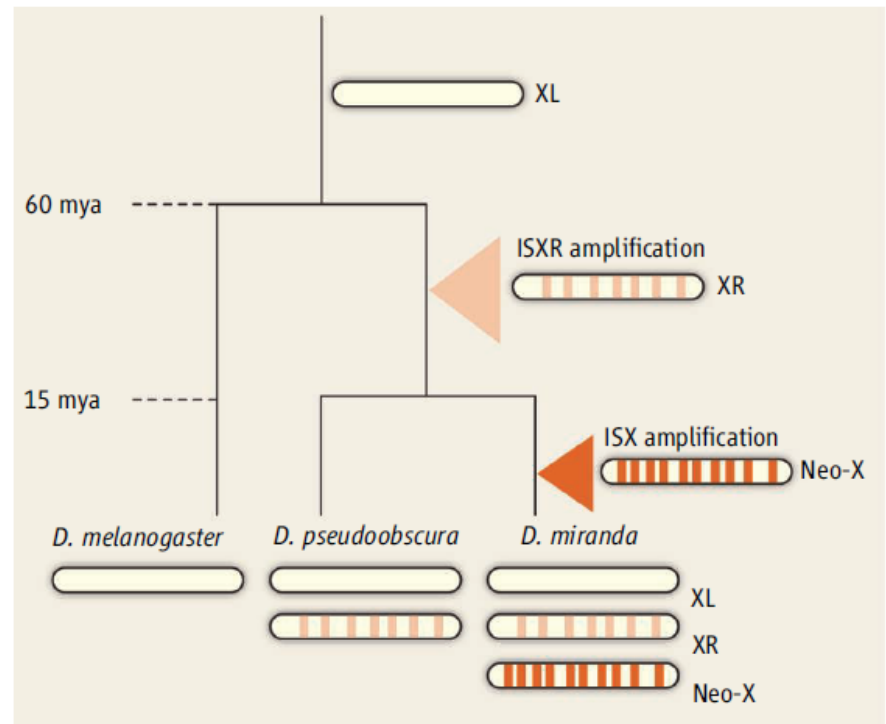 XL
60 mya
ISXR amplification
XR
15 mya
ISX amplification
Neo-X
D. melanogaster D. pseudoobscura D. miranda
XL
XR
Neo-X